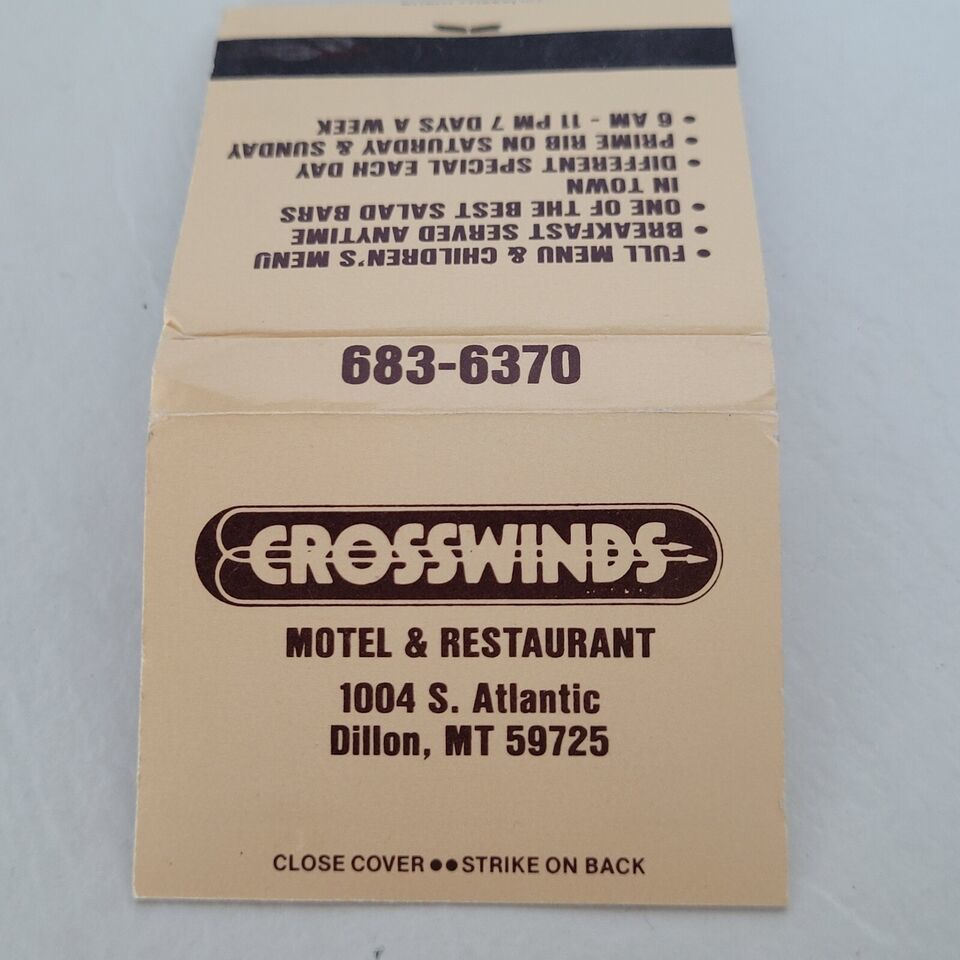 683-6370
CROSSWINDS
MOTEL & RESTAURANT
1004 S. Atlantic
Dillon, MT 59725
CLOSE COVER ●● STRIKE ON BACK
• FULL MENU & CHILDREN'S MENU
• BREAKFAST SERVED ANYTIME
• ONE OF THE BEST SALAD BARS
IN TOWN
• DIFFERENT SPECIAL EACH DAY
• PRIME RIB ON SATURDAY & SUNDAY
• 6 AM - 11 PM 7 DAYS A WEEK